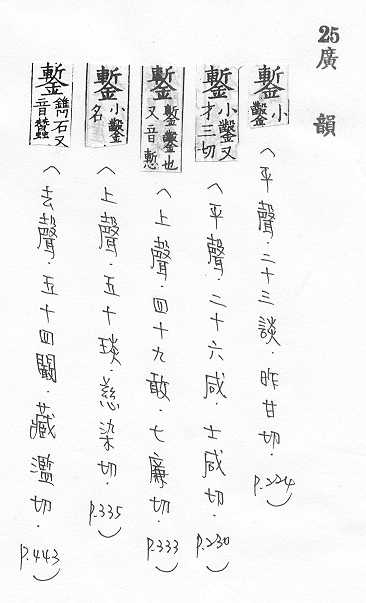 25 廣韻
鏨 小鑿 〈平聲.二十三談.昨甘切.P.224〉
鏨 小鑿又才三切 〈平聲.二十六咸.士咸切.P.230〉
鏨 鏨鑿也又音慙 〈上聲.四十九敢.七廉切.P.333〉
鏨 小鑿名 〈上聲.五十琰.慈染切.P.335〉
鏨 鐫石又音蠶 〈去聲.五十四闞.藏濫切.P.443〉